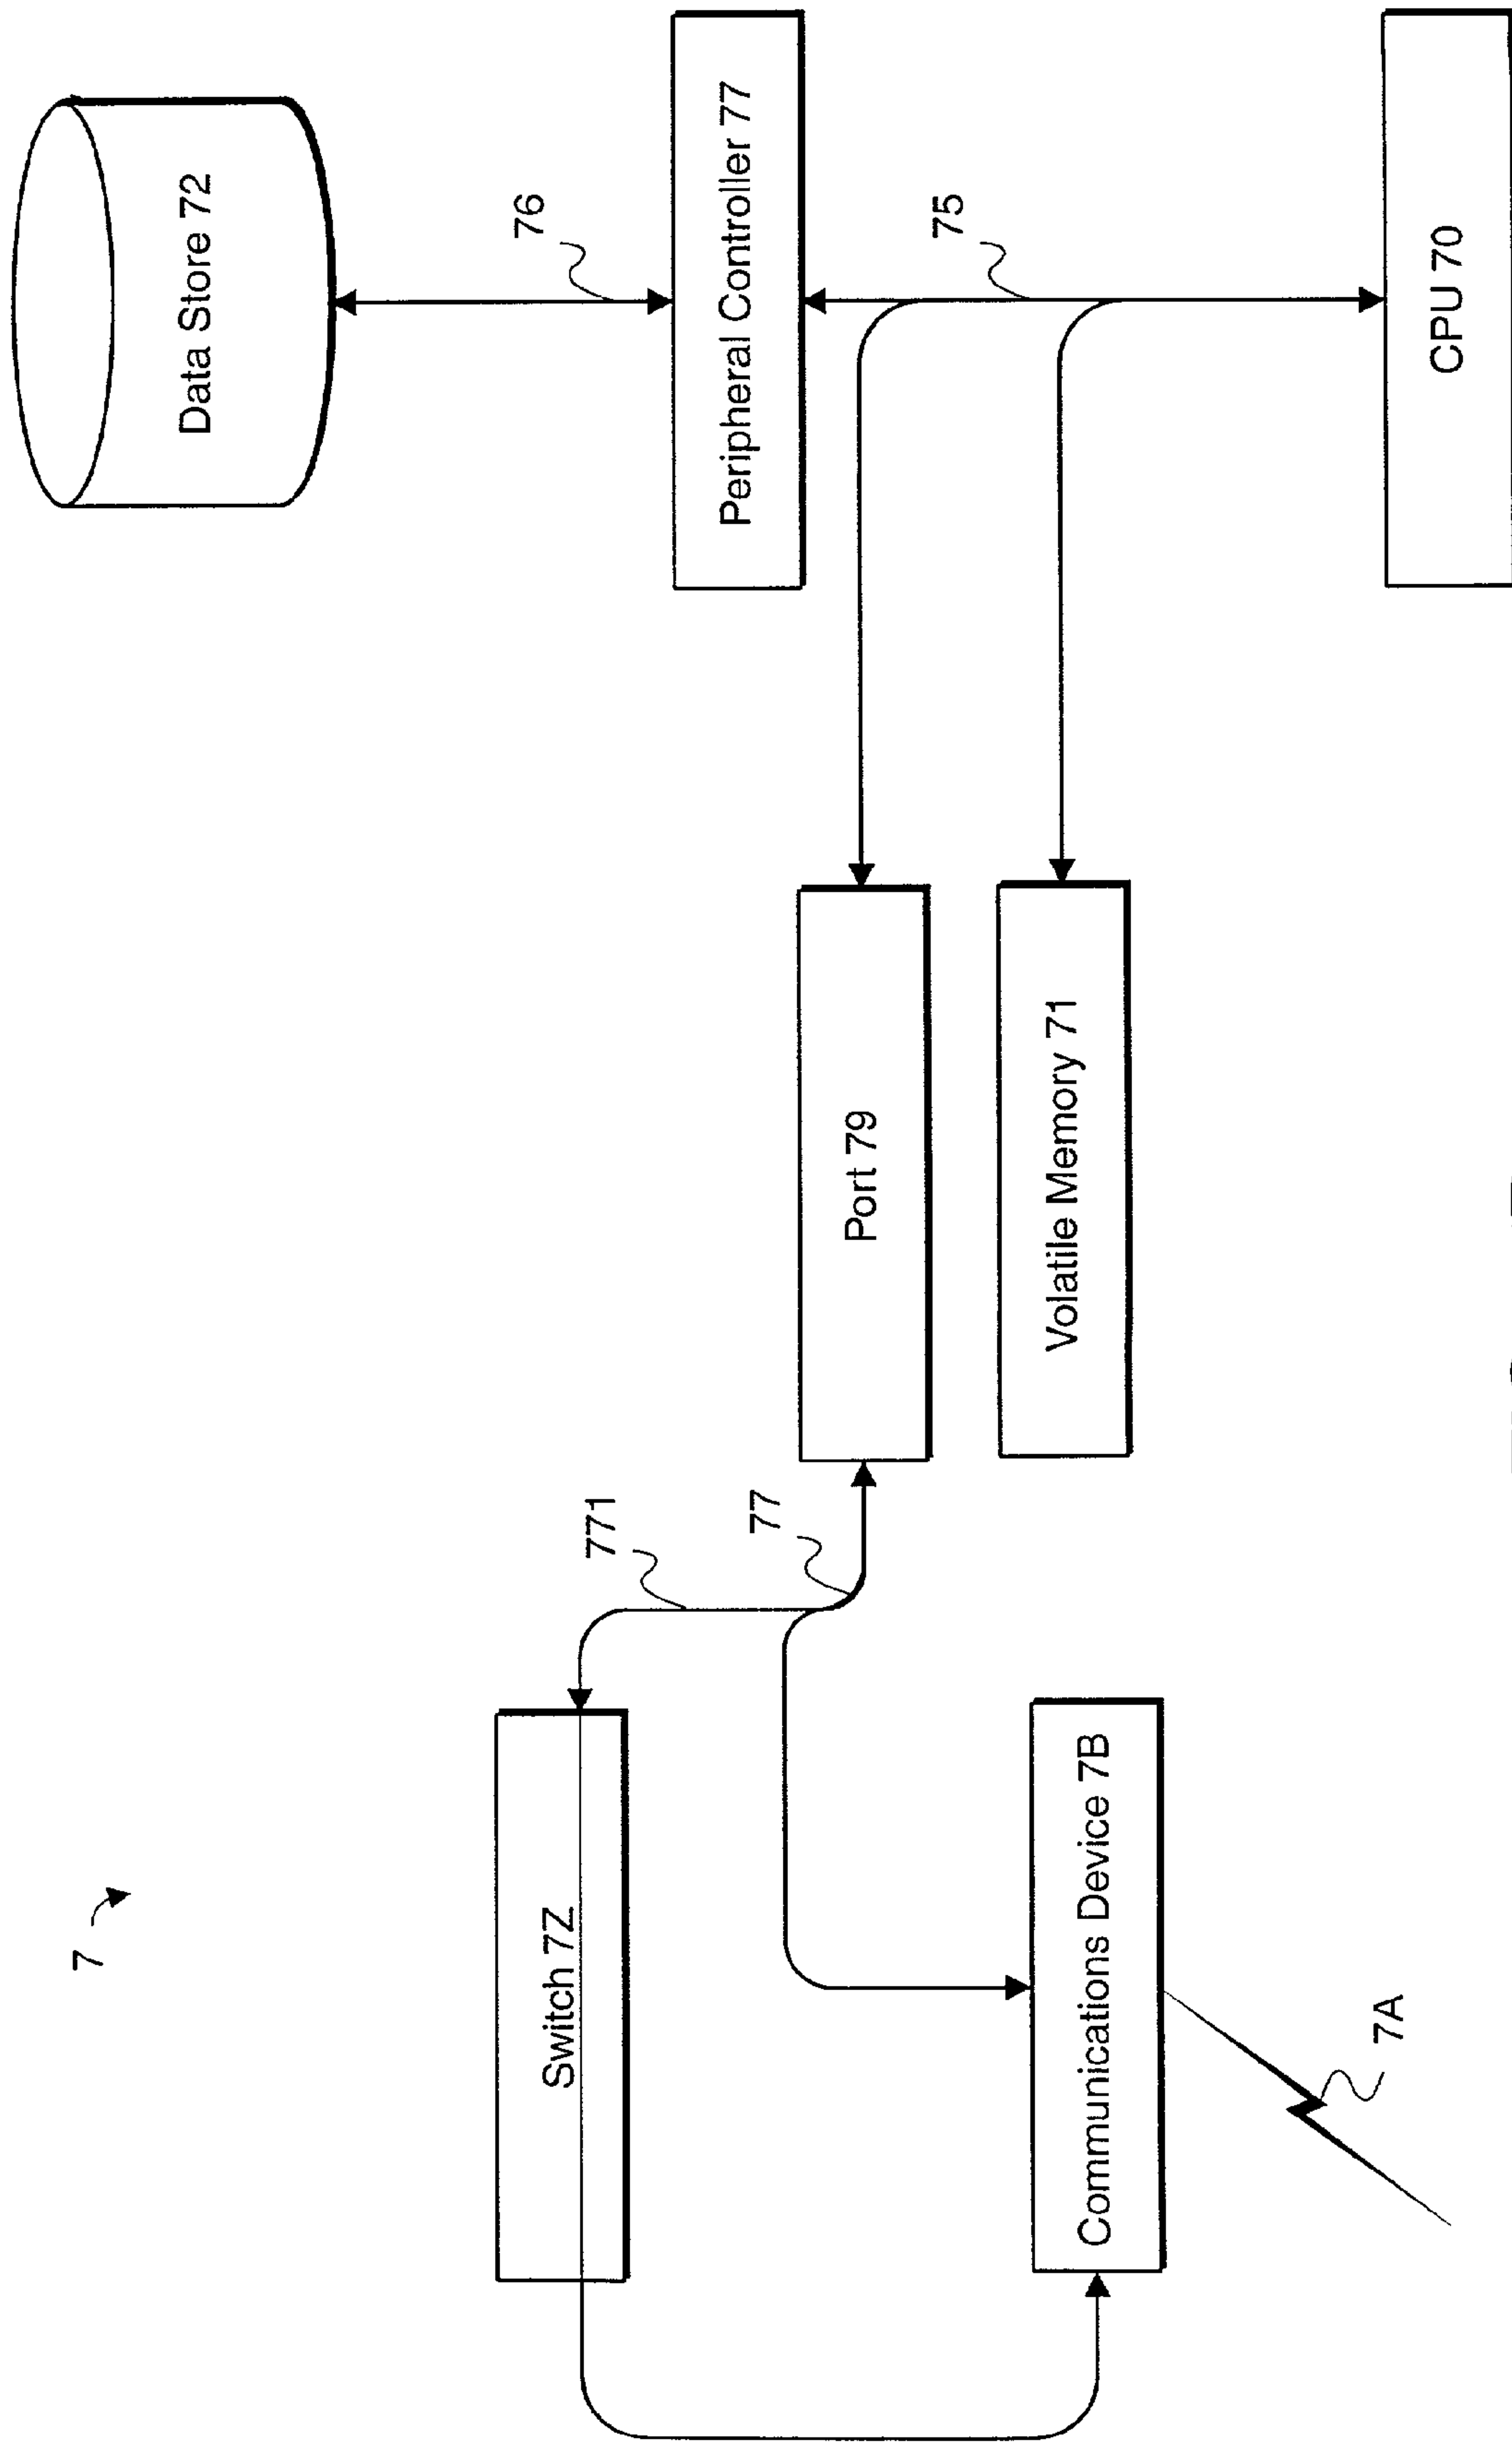 7
Switch 7Z
771
77
Communications Device 7B
7A
Port 79
Volatile Memory 71
Data Store 72
76
Peripheral Controller 77
75
CPU 70